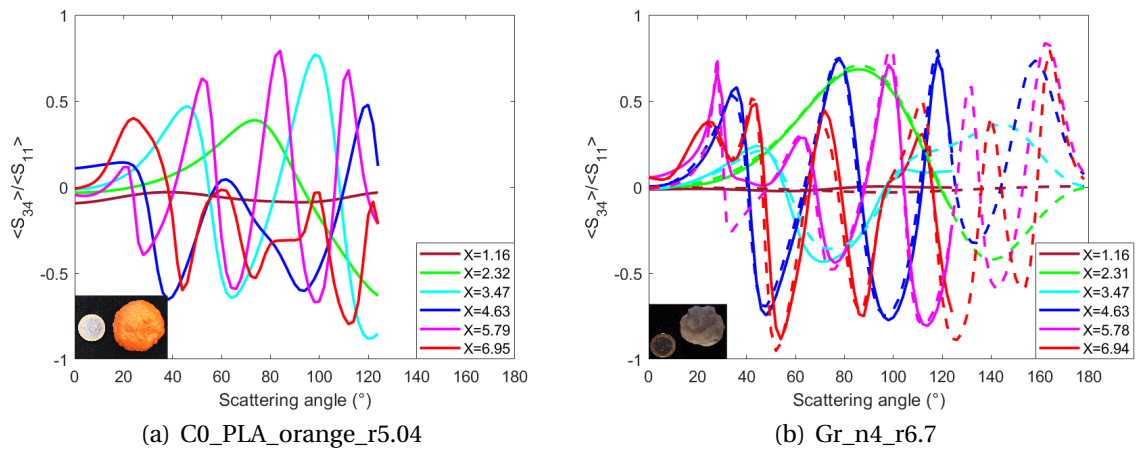 1
0.5
0
-0.5
-1
<S34>/<S11>
0 20 40 60 80 100 120 140 160 180
Scattering angle (°)
X=1.16
X=2.32
X=3.47
X=4.63
X=5.79
X=6.95
(a) C0_PLA_orange_r5.04
1
0.5
0
-0.5
-1
<S34>/<S11>
0 20 40 60 80 100 120 140 160 180
Scattering angle (°)
X=1.16
X=2.31
X=3.47
X=4.63
X=5.78
X=6.94
(b) Gr_n4_r6.7